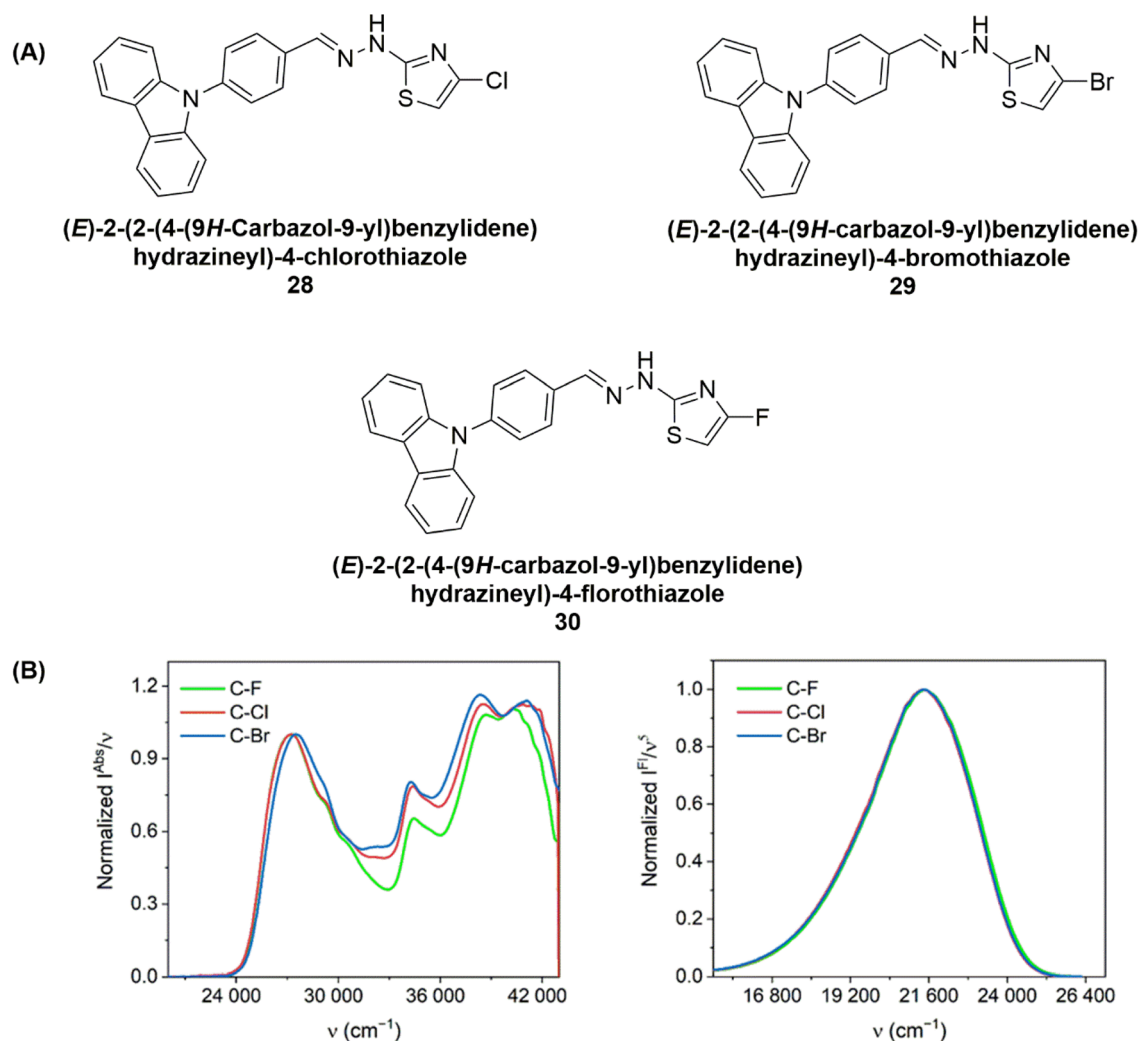 (A)
H
N
N
N
N
S
Cl
(E)-2-(2-(4-(9H-Carbazol-9-yl)benzylidene)
hydrazineyl)-4-chlorothiazole
28
H
N
N
N
N
S
Br
(E)-2-(2-(4-(9H-carbazol-9-yl)benzylidene)
hydrazineyl)-4-bromothiazole
29
H
N
N
N
N
S
F
(E)-2-(2-(4-(9H-carbazol-9-yl)benzylidene)
hydrazineyl)-4-florothiazole
30
(B)
C-F
C-Cl
C-Br
Normalized I^Abs/ν
1.2
0.9
0.6
0.3
0.0
24 000 30 000 36 000 42 000
ν (cm⁻¹)
C-F
C-Cl
C-Br
Normalized I^Fl/ν⁵
1.0
0.8
0.6
0.4
0.2
0.0
16 800 19 200 21 600 24 000 26 400
ν (cm⁻¹)